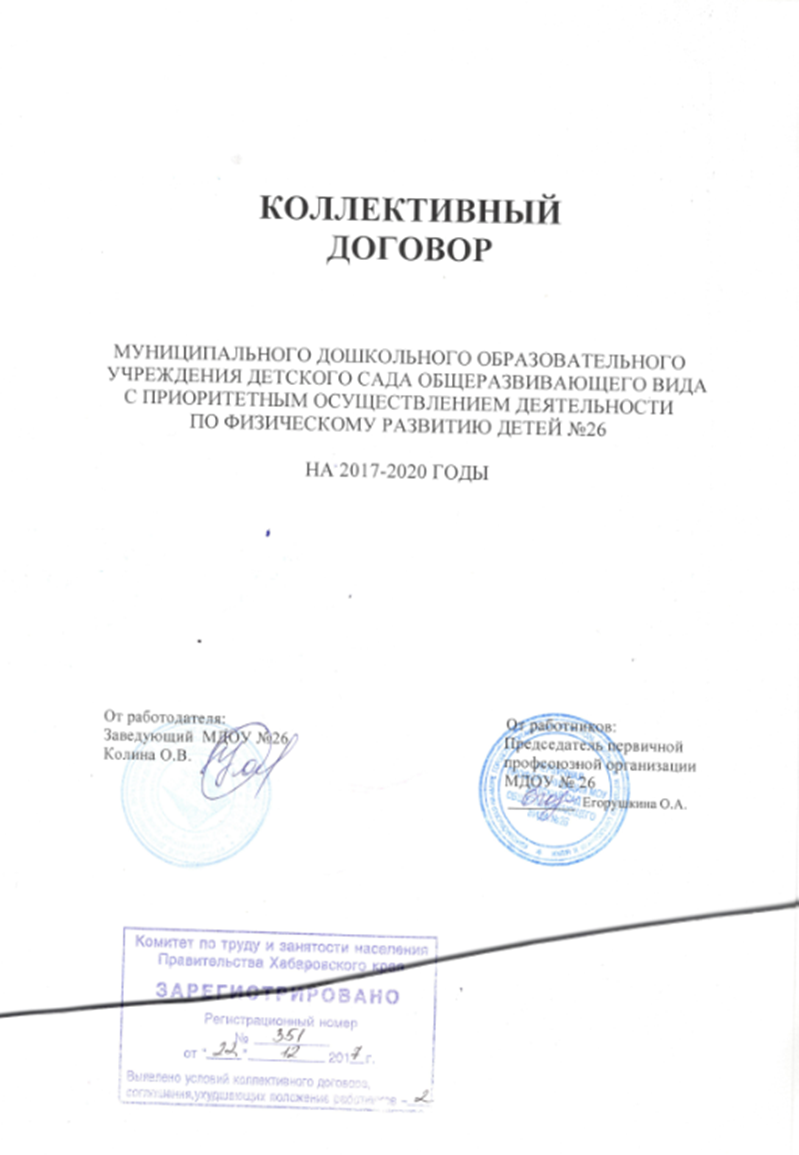 КОЛЛЕКТИВНЫЙ
ДОГОВОР
МУНИЦИПАЛЬНОГО ДОШКОЛЬНОГО ОБРАЗОВАТЕЛЬНОГО
УЧРЕЖДЕНИЯ ДЕТСКОГО САДА ОБЩЕРАЗВИВАЮЩЕГО ВИДА
С ПРИОРИТЕТНЫМ ОСУЩЕСТВЛЕНИЕМ ДЕЯТЕЛЬНОСТИ
ПО ФИЗИЧЕСКОМУ РАЗВИТИЮ ДЕТЕЙ №26
НА 2017-2020 ГОДЫ
От работодателя:
Заведующий МДОУ №26
Колина О.В.
От работников:
Председатель первичной
профсоюзной организации
МДОУ № 26
Егорушкина О.А.
Комитет по труду и занятости населения
Правительства Хабаровского края
ЗАРЕГИСТРИРОВАНО
Регистрационный номер
№ 351
от "22" 12 2017 г.
Выявлено условий коллективного договора,
соглашения, ухудшающих положение работников - 2